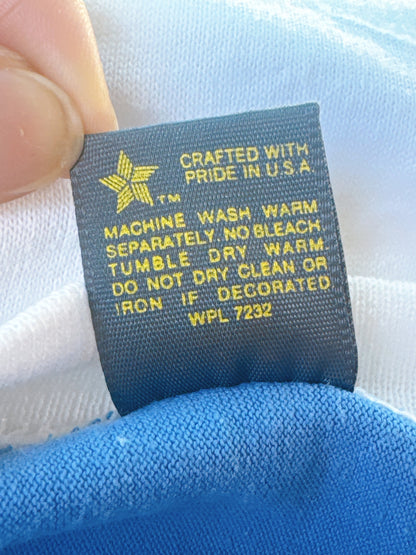 CRAFTED WITH
PRIDE IN U.S.A.
TM
MACHINE WASH WARM
SEPARATELY. NO BLEACH.
TUMBLE DRY WARM.
DO NOT DRY CLEAN OR
IRON IF DECORATED
WPL 7232